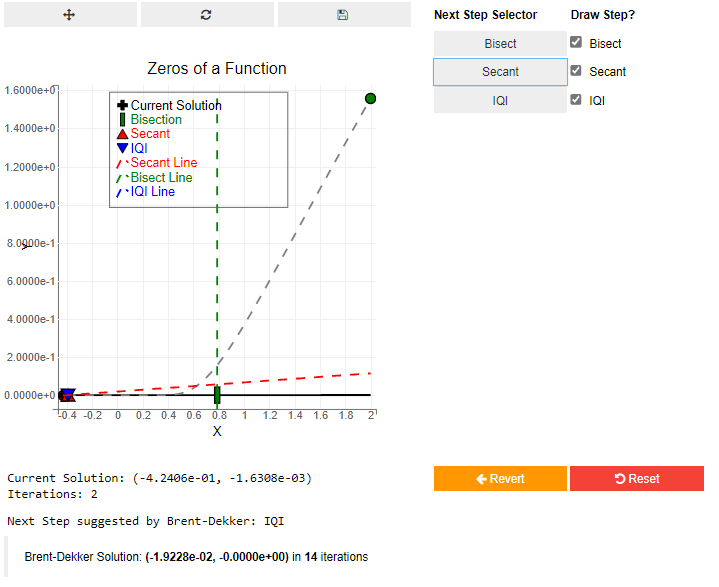 Next Step Selector Draw Step?
Bisect Bisect
Secant Secant
IQI IQI
Zeros of a Function
Current Solution
Bisection
Secant
IQI
Secant Line
Bisect Line
IQI Line
1.6000e+0
1.4000e+0
1.2000e+0
1.0000e+0
8.0000e-1
6.0000e-1
4.0000e-1
2.0000e-1
0.0000e+0
Y
-0.4 -0.2 0 0.2 0.4 0.6 0.8 1 1.2 1.4 1.6 1.8 2
X
Current Solution: (-4.2406e-01, -1.6308e-03)
Iterations: 2
Next Step suggested by Brent-Dekker: IQI
Brent-Dekker Solution: (-1.9228e-02, -0.0000e+00) in 14 iterations
Revert Reset